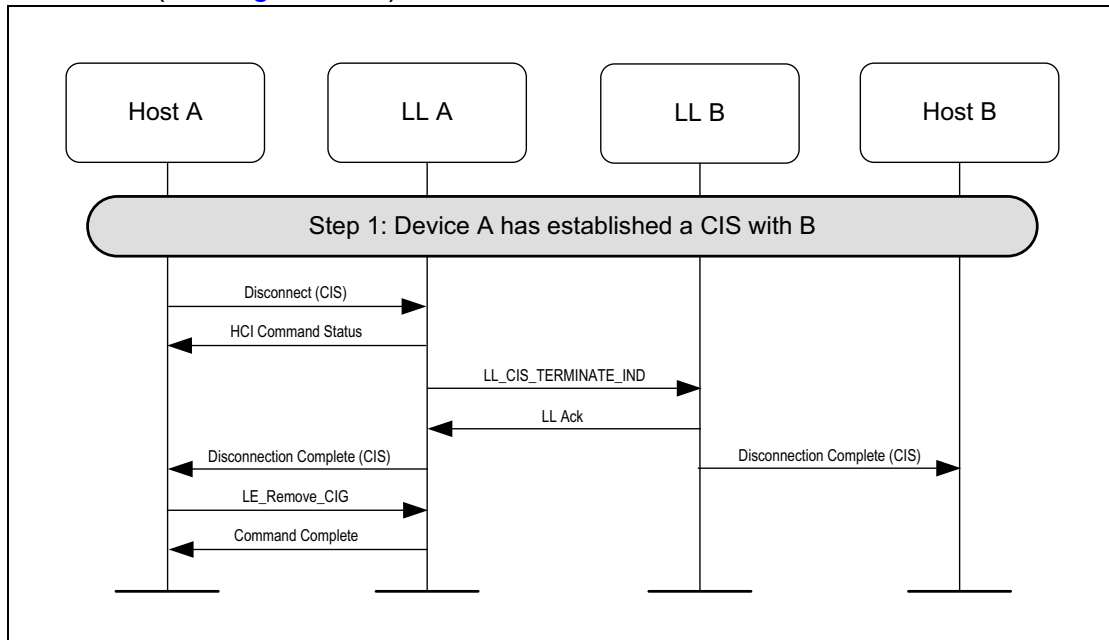 Host A
LL A
LL B
Host B
Step 1: Device A has established a CIS with B
Disconnect (CIS)
HCI Command Status
LL_CIS_TERMINATE_IND
LL Ack
Disconnection Complete (CIS)
Disconnection Complete (CIS)
LE_Remove_CIG
Command Complete